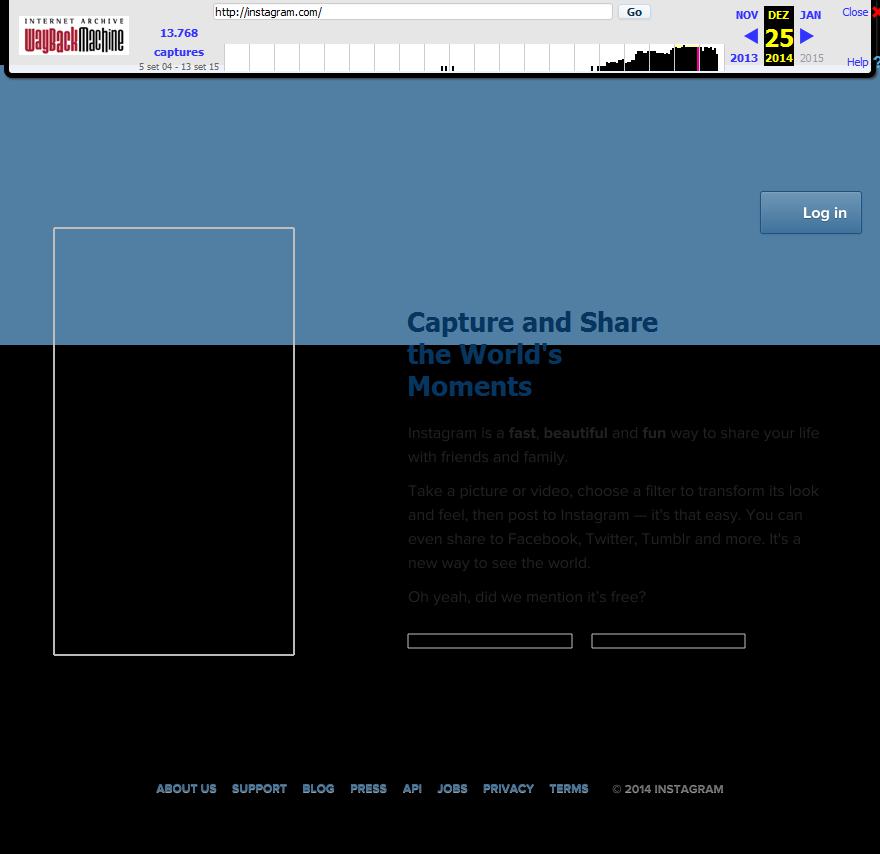 INTERNET ARCHIVE
WayBackMachine
http://instagram.com/
Go
13.768
captures
5 set 04 - 13 set 15
NOV DEZ JAN
25
2013 2014 2015
Close
Help ?
Log in
Capture and Share
the World's
Moments
Instagram is a fast, beautiful and fun way to share your life
with friends and family.
Take a picture or video, choose a filter to transform its look
and feel, then post to Instagram — it's that easy. You can
even share to Facebook, Twitter, Tumblr and more. It's a
new way to see the world.
Oh yeah, did we mention it's free?
ABOUT US SUPPORT BLOG PRESS API JOBS PRIVACY TERMS © 2014 INSTAGRAM